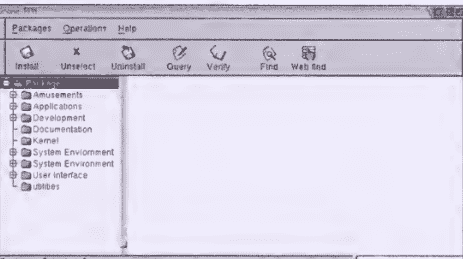 Packages Operations Help
Install Unselect Uninstall Query Verify Find Web find
Amusements
Applications
Development
Documentation
Kernel
System Enviornment
System Environment
User Interface
utilities